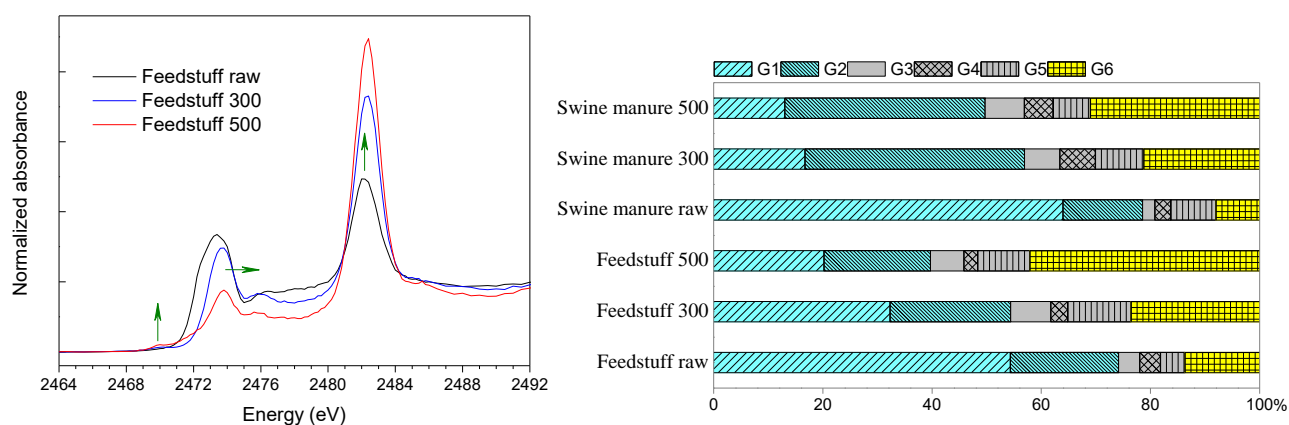 Normalized absorbance
Feedstuff raw
Feedstuff 300
Feedstuff 500
2464 2468 2472 2476 2480 2484 2488 2492
Energy (eV)
G1 G2 G3 G4 G5 G6
Swine manure 500
Swine manure 300
Swine manure raw
Feedstuff 500
Feedstuff 300
Feedstuff raw
0 20 40 60 80 100%